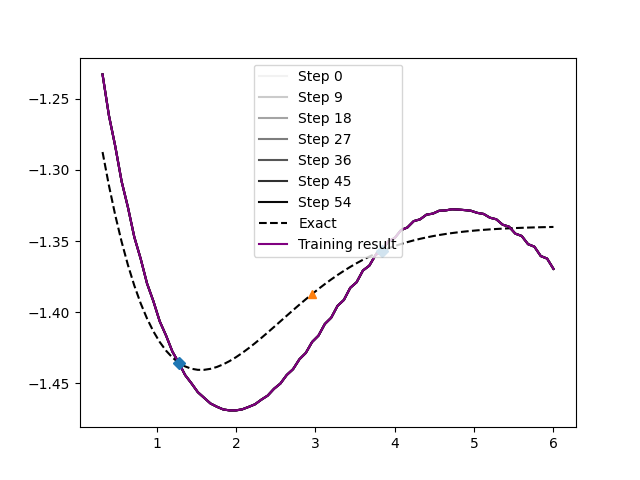 Step 0
Step 9
Step 18
Step 27
Step 36
Step 45
Step 54
Exact
Training result
−1.25
−1.30
−1.35
−1.40
−1.45
1 2 3 4 5 6